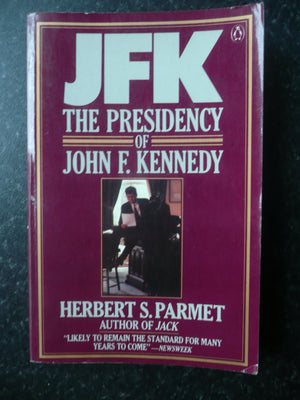 JFK
THE PRESIDENCY
OF
JOHN F. KENNEDY
HERBERT S. PARMET
AUTHOR OF JACK
"LIKELY TO REMAIN THE STANDARD FOR MANY
YEARS TO COME"—NEWSWEEK